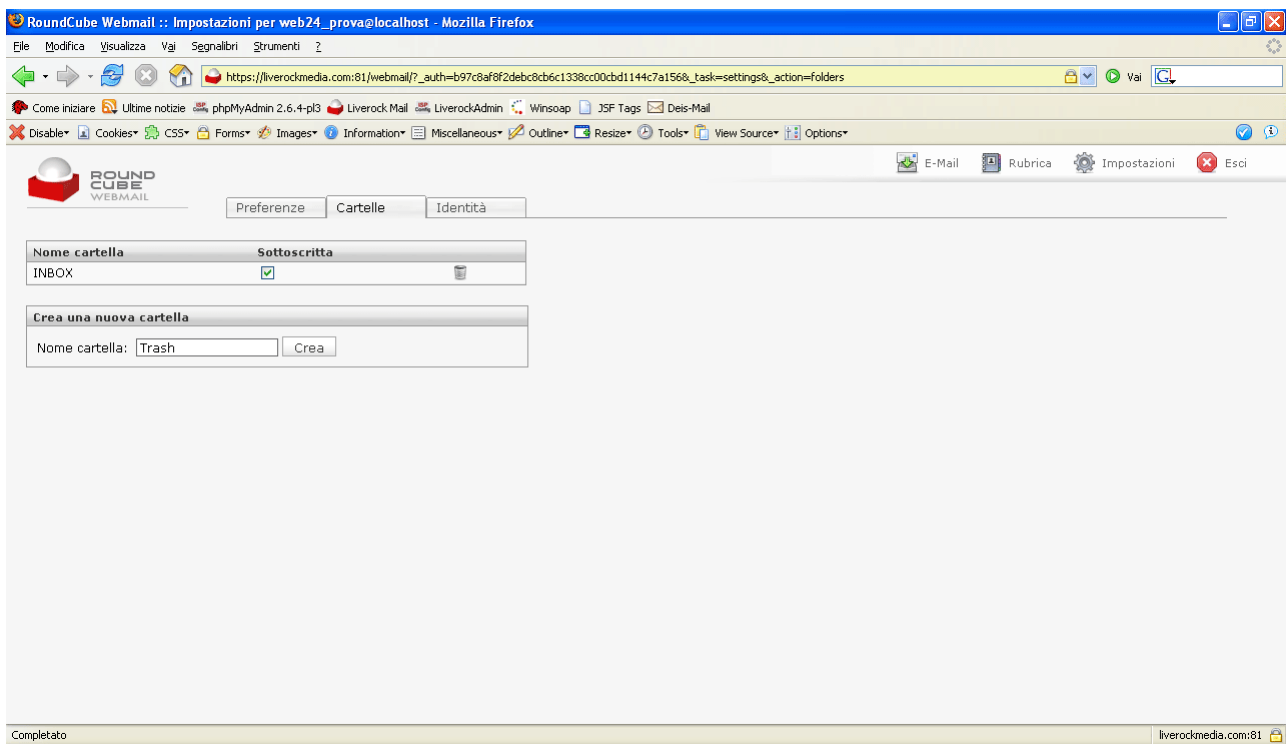 RoundCube Webmail :: Impostazioni per web24_prova@localhost - Mozilla Firefox
File Modifica Visualizza Vai Segnalibri Strumenti ?
https://liverockmedia.com:81/webmail/?_auth=b97c8af8f2debc8cb6c1338cc00cbd1144c7a156&_task=settings&_action=folders Vai
Come iniziare Ultime notizie phpMyAdmin 2.6.4-pl3 Liverock Mail LiverockAdmin Winsoap JSF Tags Deis-Mail
Disable Cookies CSS Forms Images Information Miscellaneous Outline Resize Tools View Source Options
E-Mail Rubrica Impostazioni Esci
ROUND
CUBE
WEBMAIL
Preferenze Cartelle Identità
Nome cartella Sottoscritta
INBOX
Crea una nuova cartella
Nome cartella: Trash Crea
Completato liverockmedia.com:81